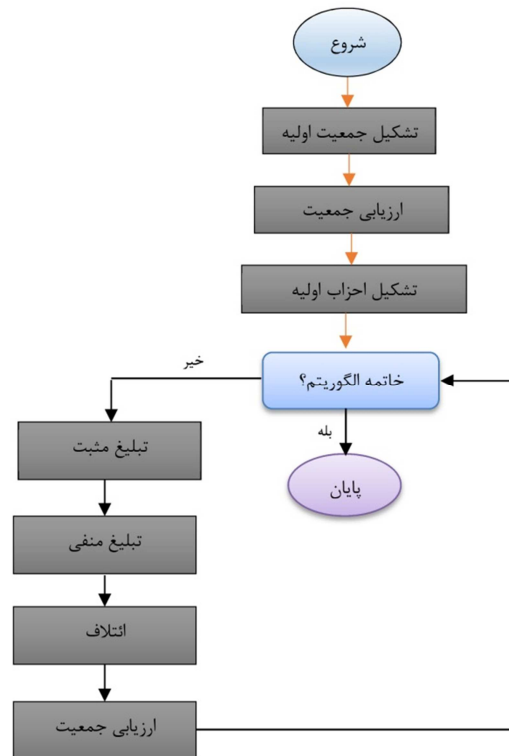 شروع
تشکیل جمعیت اولیه
ارزیابی جمعیت
تشکیل احزاب اولیه
خاتمه الگوریتم؟
خیر
بله
پایان
تبلیغ مثبت
تبلیغ منفی
ائتلاف
ارزیابی جمعیت